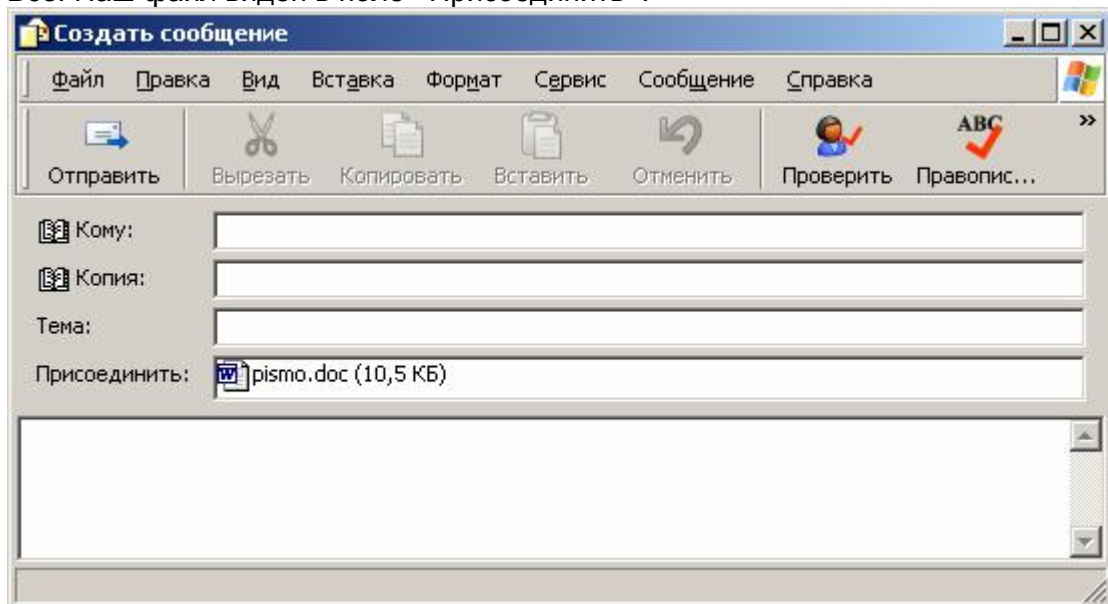 Все! Наш файл виден в поле "Присоединить".
Создать сообщение
Файл Правка Вид Вставка Формат Сервис Сообщение Справка
Отправить Вырезать Копировать Вставить Отменить Проверить ABC Правопис... »
Кому:
Копия:
Тема:
Присоединить: pismo.doc (10,5 КБ)